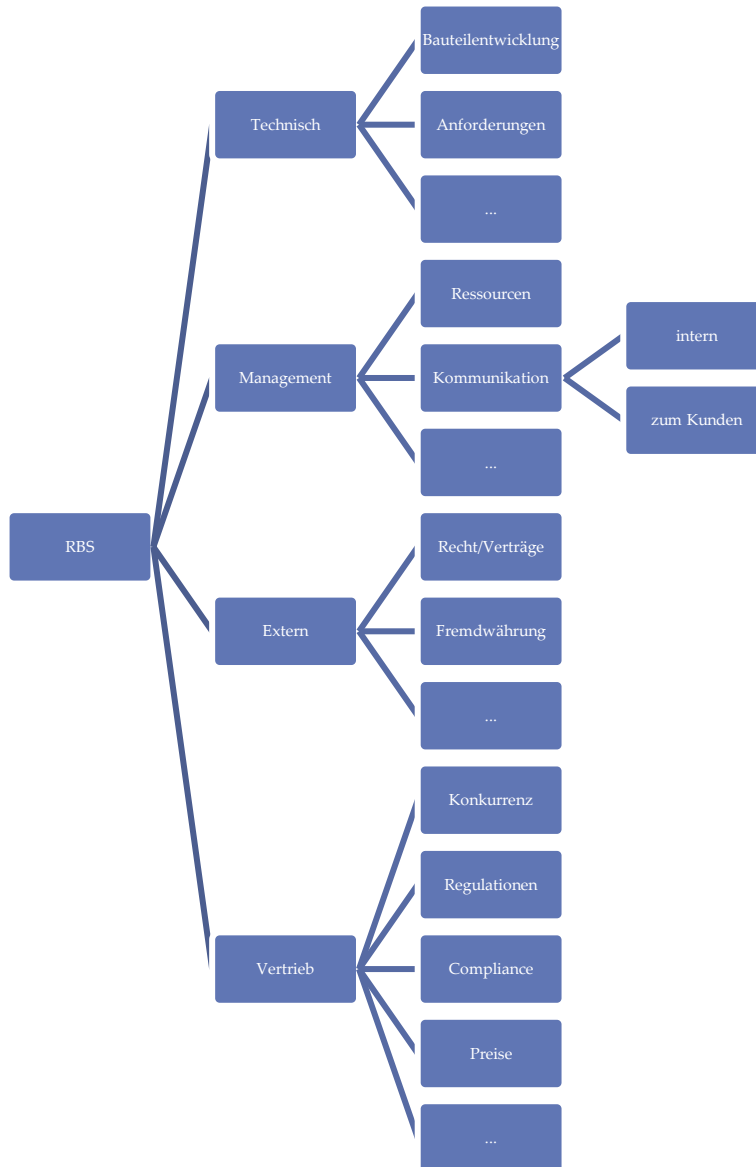 Bauteilentwicklung
Technisch
Anforderungen
...
Ressourcen
intern
Management
Kommunikation
zum Kunden
...
RBS
Recht/Verträge
Extern
Fremdwährung
...
Konkurrenz
Regulationen
Vertrieb
Compliance
Preise
...